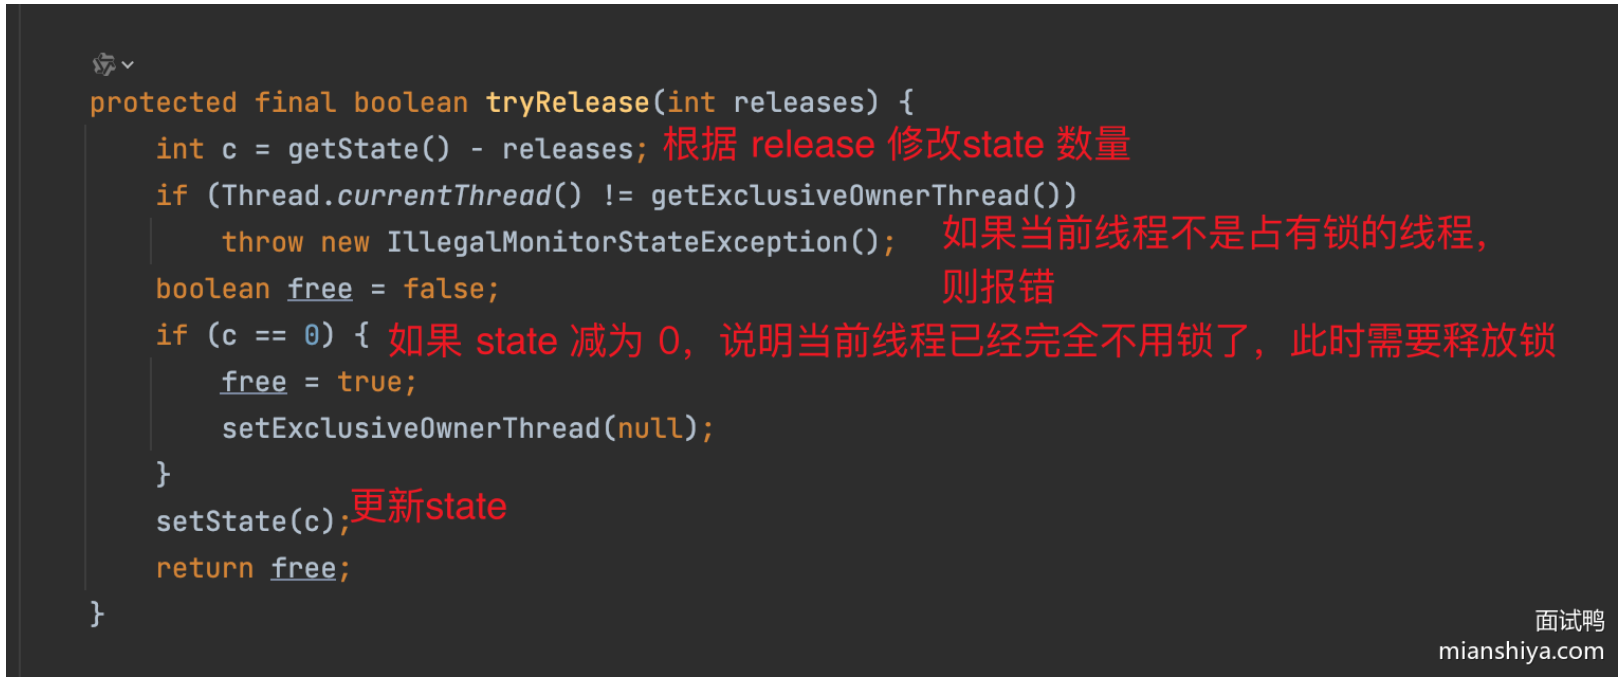 protected final boolean tryRelease(int releases) {
int c = getState() - releases; 根据 release 修改state 数量
if (Thread.currentThread() != getExclusiveOwnerThread())
throw new IllegalMonitorStateException(); 如果当前线程不是占有锁的线程，
则报错
boolean free = false;
if (c == 0) { 如果 state 减为 0，说明当前线程已经完全不用锁了，此时需要释放锁
free = true;
setExclusiveOwnerThread(null);
}
setState(c); 更新state
return free;
}
面试鸭
mianshiya.com